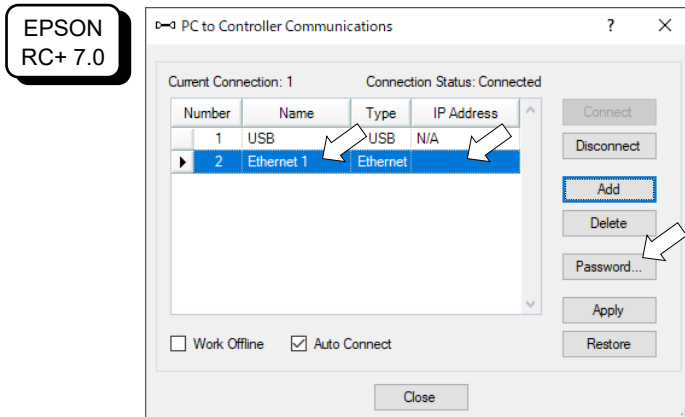 EPSON
RC+ 7.0
PC to Controller Communications ?
Current Connection: 1 Connection Status: Connected
Number Name Type IP Address
1 USB USB N/A
2 Ethernet 1 Ethernet
Connect
Disconnect
Add
Delete
Password...
Apply
Restore
Work Offline Auto Connect
Close